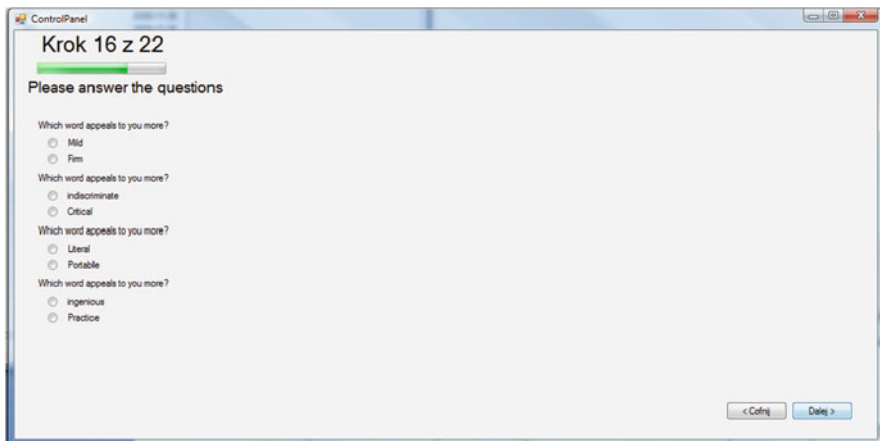 ControlPanel
Krok 16 z 22
Please answer the questions
Which word appeals to you more?
Mild
Firm
Which word appeals to you more?
indiscriminate
Critical
Which word appeals to you more?
Literal
Portabile
Which word appeals to you more?
ingenious
Practice
< Cofnij
Dalej >